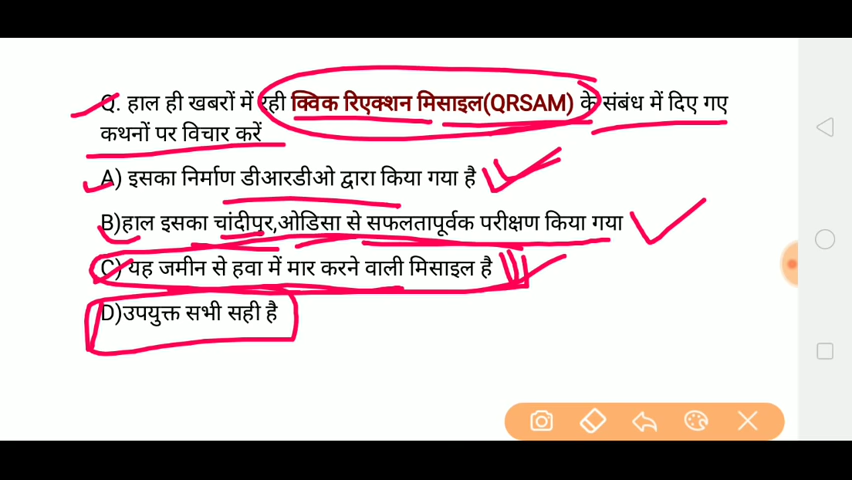 Q. हाल ही खबरों में रही क्विक रिएक्शन मिसाइल(QRSAM) के संबंध में दिए गए
कथनों पर विचार करें
A) इसका निर्माण डीआरडीओ द्वारा किया गया है
B)हाल इसका चांदीपुर,ओडिसा से सफलतापूर्वक परीक्षण किया गया
C) यह जमीन से हवा में मार करने वाली मिसाइल है
D)उपयुक्त सभी सही है